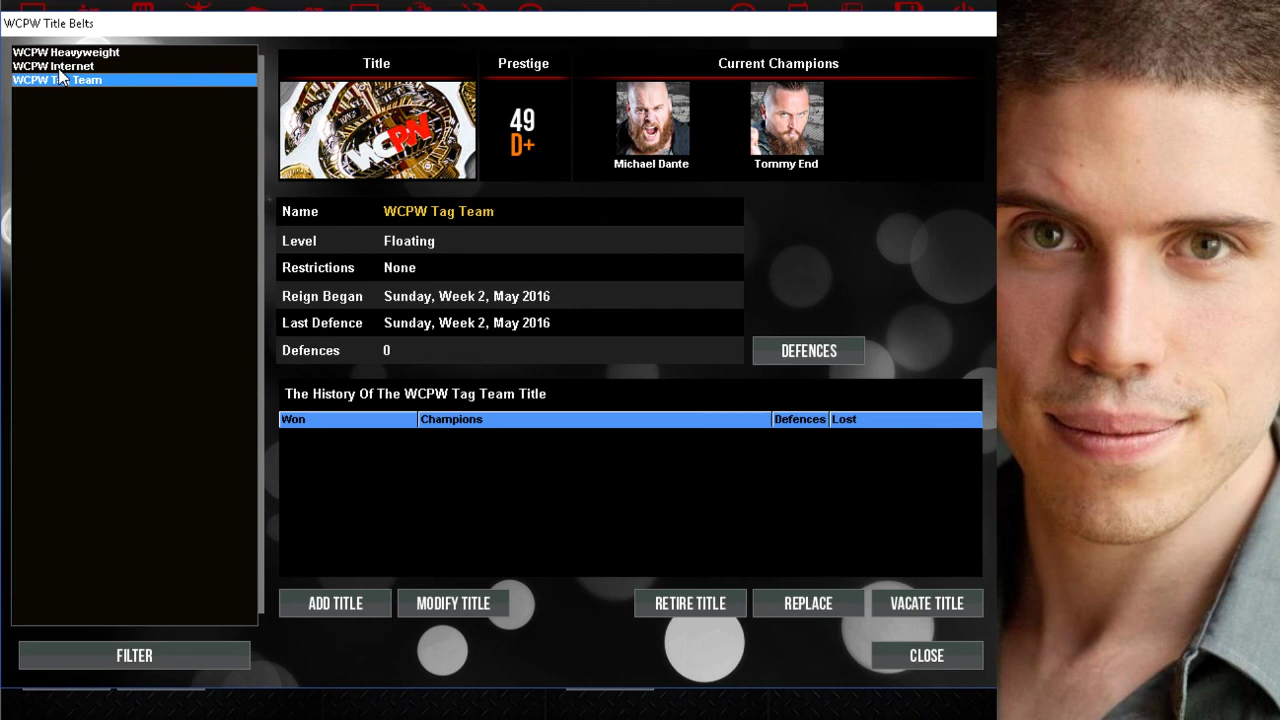 WCPW Title Belts
WCPW Heavyweight
WCPW Internet
WCPW Tag Team
Title
Prestige
Current Champions
WCPW
49
D+
Michael Dante
Tommy End
Name WCPW Tag Team
Level Floating
Restrictions None
Reign Began Sunday, Week 2, May 2016
Last Defence Sunday, Week 2, May 2016
Defences 0
DEFENCES
The History Of The WCPW Tag Team Title
Won Champions Defences Lost
ADD TITLE
MODIFY TITLE
RETIRE TITLE
REPLACE
VACATE TITLE
FILTER
CLOSE